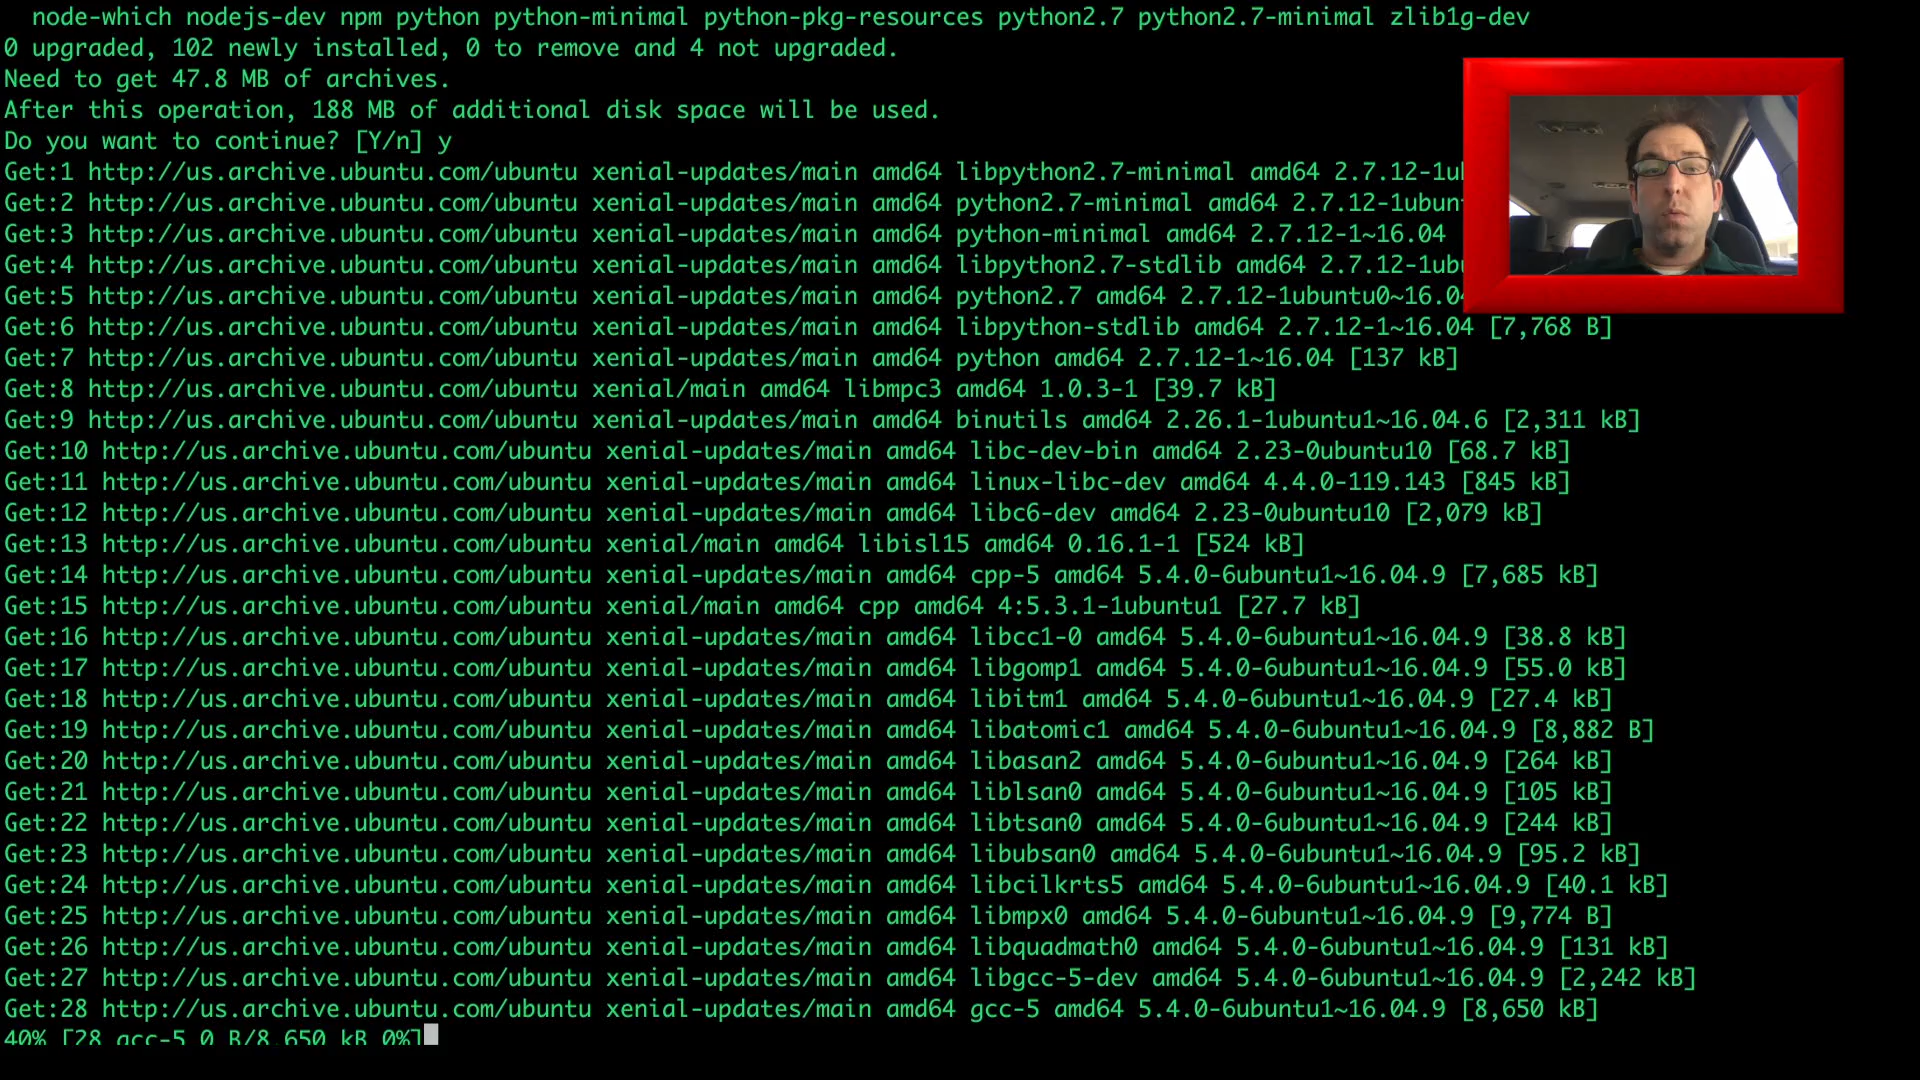 node-which nodejs-dev npm python python-minimal python-pkg-resources python2.7 python2.7-minimal zlib1g-dev
0 upgraded, 102 newly installed, 0 to remove and 4 not upgraded.
Need to get 47.8 MB of archives.
After this operation, 188 MB of additional disk space will be used.
Do you want to continue? [Y/n] y
Get:1 http://us.archive.ubuntu.com/ubuntu xenial-updates/main amd64 libpython2.7-minimal amd64 2.7.12-1u
Get:2 http://us.archive.ubuntu.com/ubuntu xenial-updates/main amd64 python2.7-minimal amd64 2.7.12-1ubun
Get:3 http://us.archive.ubuntu.com/ubuntu xenial-updates/main amd64 python-minimal amd64 2.7.12-1~16.04
Get:4 http://us.archive.ubuntu.com/ubuntu xenial-updates/main amd64 libpython2.7-stdlib amd64 2.7.12-1ub
Get:5 http://us.archive.ubuntu.com/ubuntu xenial-updates/main amd64 python2.7 amd64 2.7.12-1ubuntu0~16.0
Get:6 http://us.archive.ubuntu.com/ubuntu xenial-updates/main amd64 libpython-stdlib amd64 2.7.12-1~16.04 [7,768 B]
Get:7 http://us.archive.ubuntu.com/ubuntu xenial-updates/main amd64 python amd64 2.7.12-1~16.04 [137 kB]
Get:8 http://us.archive.ubuntu.com/ubuntu xenial/main amd64 libmpc3 amd64 1.0.3-1 [39.7 kB]
Get:9 http://us.archive.ubuntu.com/ubuntu xenial-updates/main amd64 binutils amd64 2.26.1-1ubuntu1~16.04.6 [2,311 kB]
Get:10 http://us.archive.ubuntu.com/ubuntu xenial-updates/main amd64 libc-dev-bin amd64 2.23-0ubuntu10 [68.7 kB]
Get:11 http://us.archive.ubuntu.com/ubuntu xenial-updates/main amd64 linux-libc-dev amd64 4.4.0-119.143 [845 kB]
Get:12 http://us.archive.ubuntu.com/ubuntu xenial-updates/main amd64 libc6-dev amd64 2.23-0ubuntu10 [2,079 kB]
Get:13 http://us.archive.ubuntu.com/ubuntu xenial/main amd64 libisl15 amd64 0.16.1-1 [524 kB]
Get:14 http://us.archive.ubuntu.com/ubuntu xenial-updates/main amd64 cpp-5 amd64 5.4.0-6ubuntu1~16.04.9 [7,685 kB]
Get:15 http://us.archive.ubuntu.com/ubuntu xenial/main amd64 cpp amd64 4:5.3.1-1ubuntu1 [27.7 kB]
Get:16 http://us.archive.ubuntu.com/ubuntu xenial-updates/main amd64 libcc1-0 amd64 5.4.0-6ubuntu1~16.04.9 [38.8 kB]
Get:17 http://us.archive.ubuntu.com/ubuntu xenial-updates/main amd64 libgomp1 amd64 5.4.0-6ubuntu1~16.04.9 [55.0 kB]
Get:18 http://us.archive.ubuntu.com/ubuntu xenial-updates/main amd64 libitm1 amd64 5.4.0-6ubuntu1~16.04.9 [27.4 kB]
Get:19 http://us.archive.ubuntu.com/ubuntu xenial-updates/main amd64 libatomic1 amd64 5.4.0-6ubuntu1~16.04.9 [8,882 B]
Get:20 http://us.archive.ubuntu.com/ubuntu xenial-updates/main amd64 libasan2 amd64 5.4.0-6ubuntu1~16.04.9 [264 kB]
Get:21 http://us.archive.ubuntu.com/ubuntu xenial-updates/main amd64 liblsan0 amd64 5.4.0-6ubuntu1~16.04.9 [105 kB]
Get:22 http://us.archive.ubuntu.com/ubuntu xenial-updates/main amd64 libtsan0 amd64 5.4.0-6ubuntu1~16.04.9 [244 kB]
Get:23 http://us.archive.ubuntu.com/ubuntu xenial-updates/main amd64 libubsan0 amd64 5.4.0-6ubuntu1~16.04.9 [95.2 kB]
Get:24 http://us.archive.ubuntu.com/ubuntu xenial-updates/main amd64 libcilkrts5 amd64 5.4.0-6ubuntu1~16.04.9 [40.1 kB]
Get:25 http://us.archive.ubuntu.com/ubuntu xenial-updates/main amd64 libmpx0 amd64 5.4.0-6ubuntu1~16.04.9 [9,774 B]
Get:26 http://us.archive.ubuntu.com/ubuntu xenial-updates/main amd64 libquadmath0 amd64 5.4.0-6ubuntu1~16.04.9 [131 kB]
Get:27 http://us.archive.ubuntu.com/ubuntu xenial-updates/main amd64 libgcc-5-dev amd64 5.4.0-6ubuntu1~16.04.9 [2,242 kB]
Get:28 http://us.archive.ubuntu.com/ubuntu xenial-updates/main amd64 gcc-5 amd64 5.4.0-6ubuntu1~16.04.9 [8,650 kB]
40% [28 gcc-5 0 B/8,650 kB 0%]